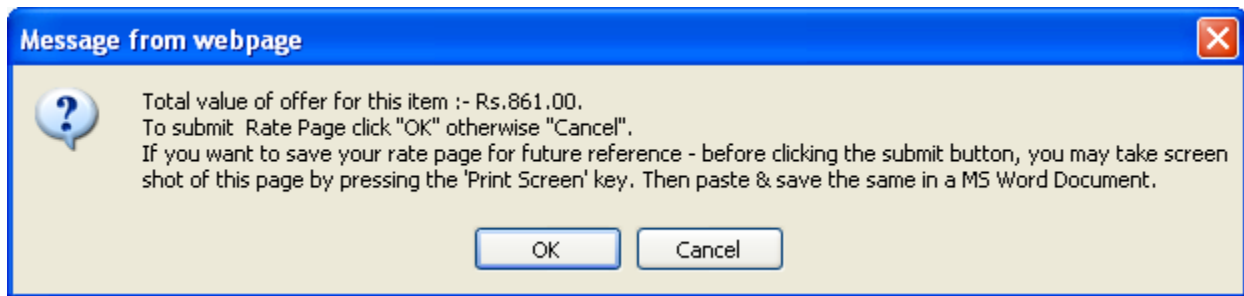 Message from webpage
Total value of offer for this item :- Rs.861.00.
To submit  Rate Page click "OK" otherwise "Cancel".
If you want to save your rate page for future reference - before clicking the submit button, you may take screen
shot of this page by pressing the 'Print Screen' key. Then paste & save the same in a MS Word Document.
OK
Cancel